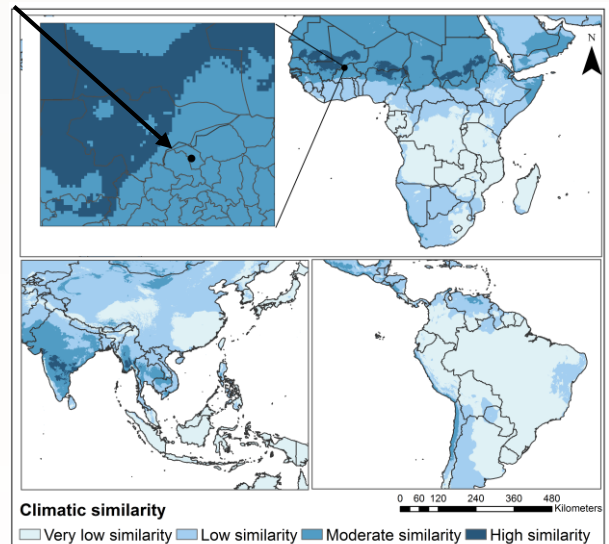 N
Climatic similarity
0 60 120 240 360 480
Kilometers
Very low similarity Low similarity Moderate similarity High similarity